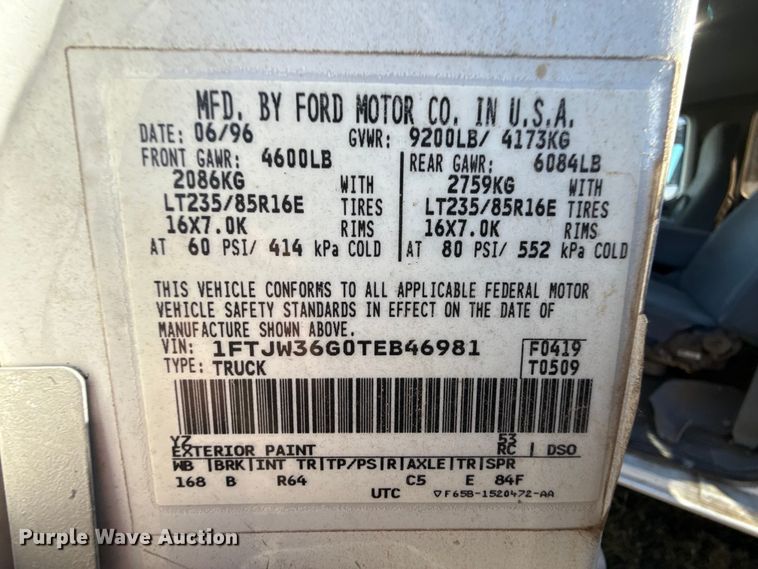 MFD. BY FORD MOTOR CO. IN U.S.A.
DATE: 06/96 GVWR: 9200LB/ 4173KG
FRONT GAWR: 4600LB REAR GAWR: 6084LB
2086KG WITH 2759KG WITH
LT235/85R16E TIRES LT235/85R16E TIRES
16X7.0K RIMS 16X7.0K RIMS
AT 60 PSI/ 414 kPa COLD AT 80 PSI/ 552 kPa COLD
THIS VEHICLE CONFORMS TO ALL APPLICABLE FEDERAL MOTOR
VEHICLE SAFETY STANDARDS IN EFFECT ON THE DATE OF
MANUFACTURE SHOWN ABOVE.
VIN: 1FTJW36G0TEB46981 F0419
TYPE: TRUCK T0509
YZ 53
EXTERIOR PAINT RC DSO
WB BRK INT TR TP/PS R AXLE TR SPR
168 B R64 C5 E 84F
UTC ▽F65B-1520472-AA
Purple Wave Auction